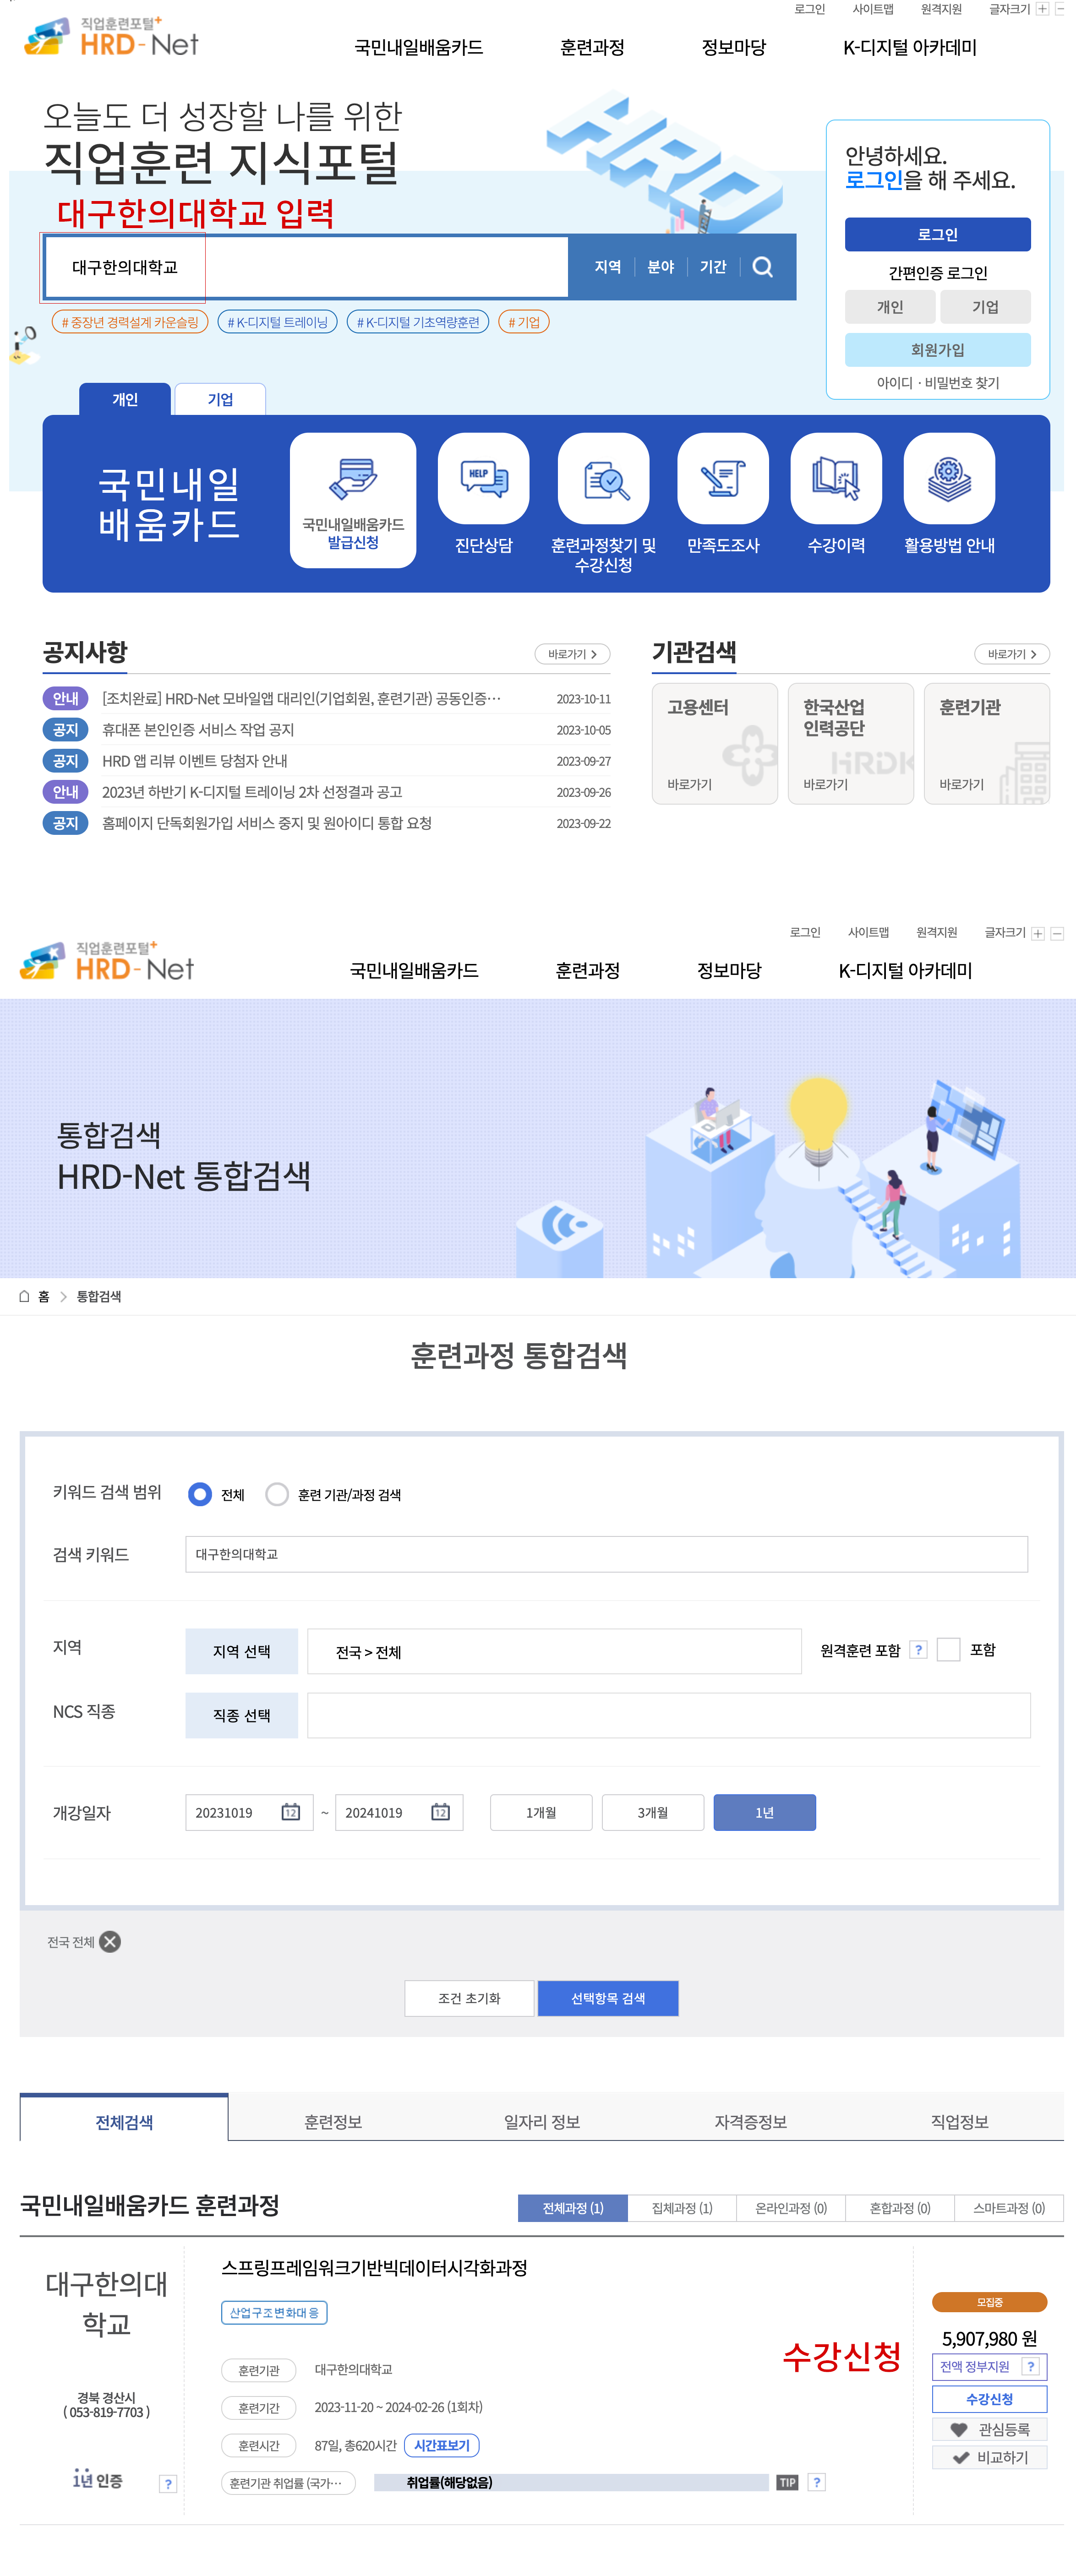 로그인 사이트맵 원격지원 글자크기
직업훈련포털+
HRD-Net
국민내일배움카드 훈련과정 정보마당 K-디지털 아카데미
오늘도 더 성장할 나를 위한
직업훈련 지식포털
HRD
대구한의대학교 입력
대구한의대학교
지역 분야 기간
# 중장년 경력설계 카운슬링 # K-디지털 트레이닝 # K-디지털 기초역량훈련 # 기업
안녕하세요.
로그인을 해 주세요.
로그인
간편인증 로그인
개인 기업
회원가입
아이디 · 비밀번호 찾기
개인 기업
국민내일
배움카드
국민내일배움카드
발급신청
HELP
진단상담
훈련과정찾기 및
수강신청
만족도조사
수강이력
활용방법 안내
공지사항 바로가기
안내 [조치완료] HRD-Net 모바일앱 대리인(기업회원, 훈련기관) 공동인증… 2023-10-11
공지 휴대폰 본인인증 서비스 작업 공지 2023-10-05
공지 HRD 앱 리뷰 이벤트 당첨자 안내 2023-09-27
안내 2023년 하반기 K-디지털 트레이닝 2차 선정결과 공고 2023-09-26
공지 홈페이지 단독회원가입 서비스 중지 및 원아이디 통합 요청 2023-09-22
기관검색 바로가기
고용센터
바로가기
한국산업
인력공단
HRDK
바로가기
훈련기관
바로가기
로그인 사이트맵 원격지원 글자크기
직업훈련포털+
HRD-Net
국민내일배움카드 훈련과정 정보마당 K-디지털 아카데미
통합검색
HRD-Net 통합검색
홈 > 통합검색
훈련과정 통합검색
키워드 검색 범위 전체 훈련 기관/과정 검색
검색 키워드 대구한의대학교
지역 지역 선택 전국 > 전체 원격훈련 포함 ? 포함
NCS 직종 직종 선택
개강일자 20231019 12 ~ 20241019 12 1개월 3개월 1년
전국 전체
조건 초기화 선택항목 검색
전체검색 훈련정보 일자리 정보 자격증정보 직업정보
국민내일배움카드 훈련과정
전체과정 (1) 집체과정 (1) 온라인과정 (0) 혼합과정 (0) 스마트과정 (0)
대구한의대
학교
경북 경산시
( 053-819-7703 )
1년 인증 ?
스프링프레임워크기반빅데이터시각화과정
산업구조변화대응
훈련기관 대구한의대학교
훈련기간 2023-11-20 ~ 2024-02-26 (1회차)
훈련시간 87일, 총620시간 시간표보기
훈련기관 취업률 (국가… 취업률(해당없음) TIP ?
수강신청
모집중
5,907,980 원
전액 정부지원 ?
수강신청
관심등록
비교하기